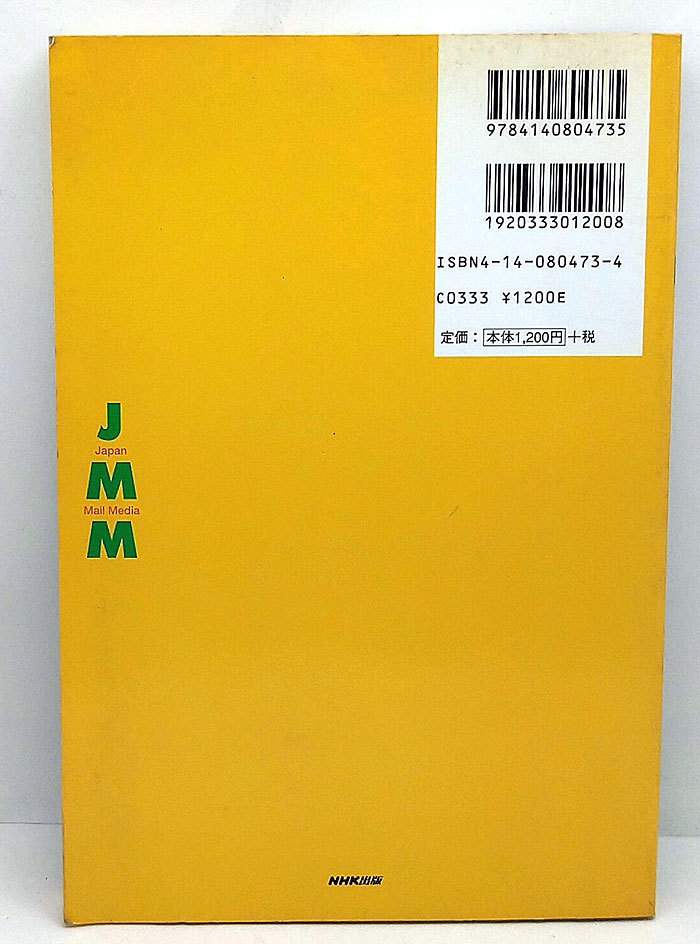 9784140804735
1920333012008
ISBN4-14-080473-4
C0333 ¥1200E
定価：本体1,200円+税
J
Japan
M
Mail Media
M
NHK出版